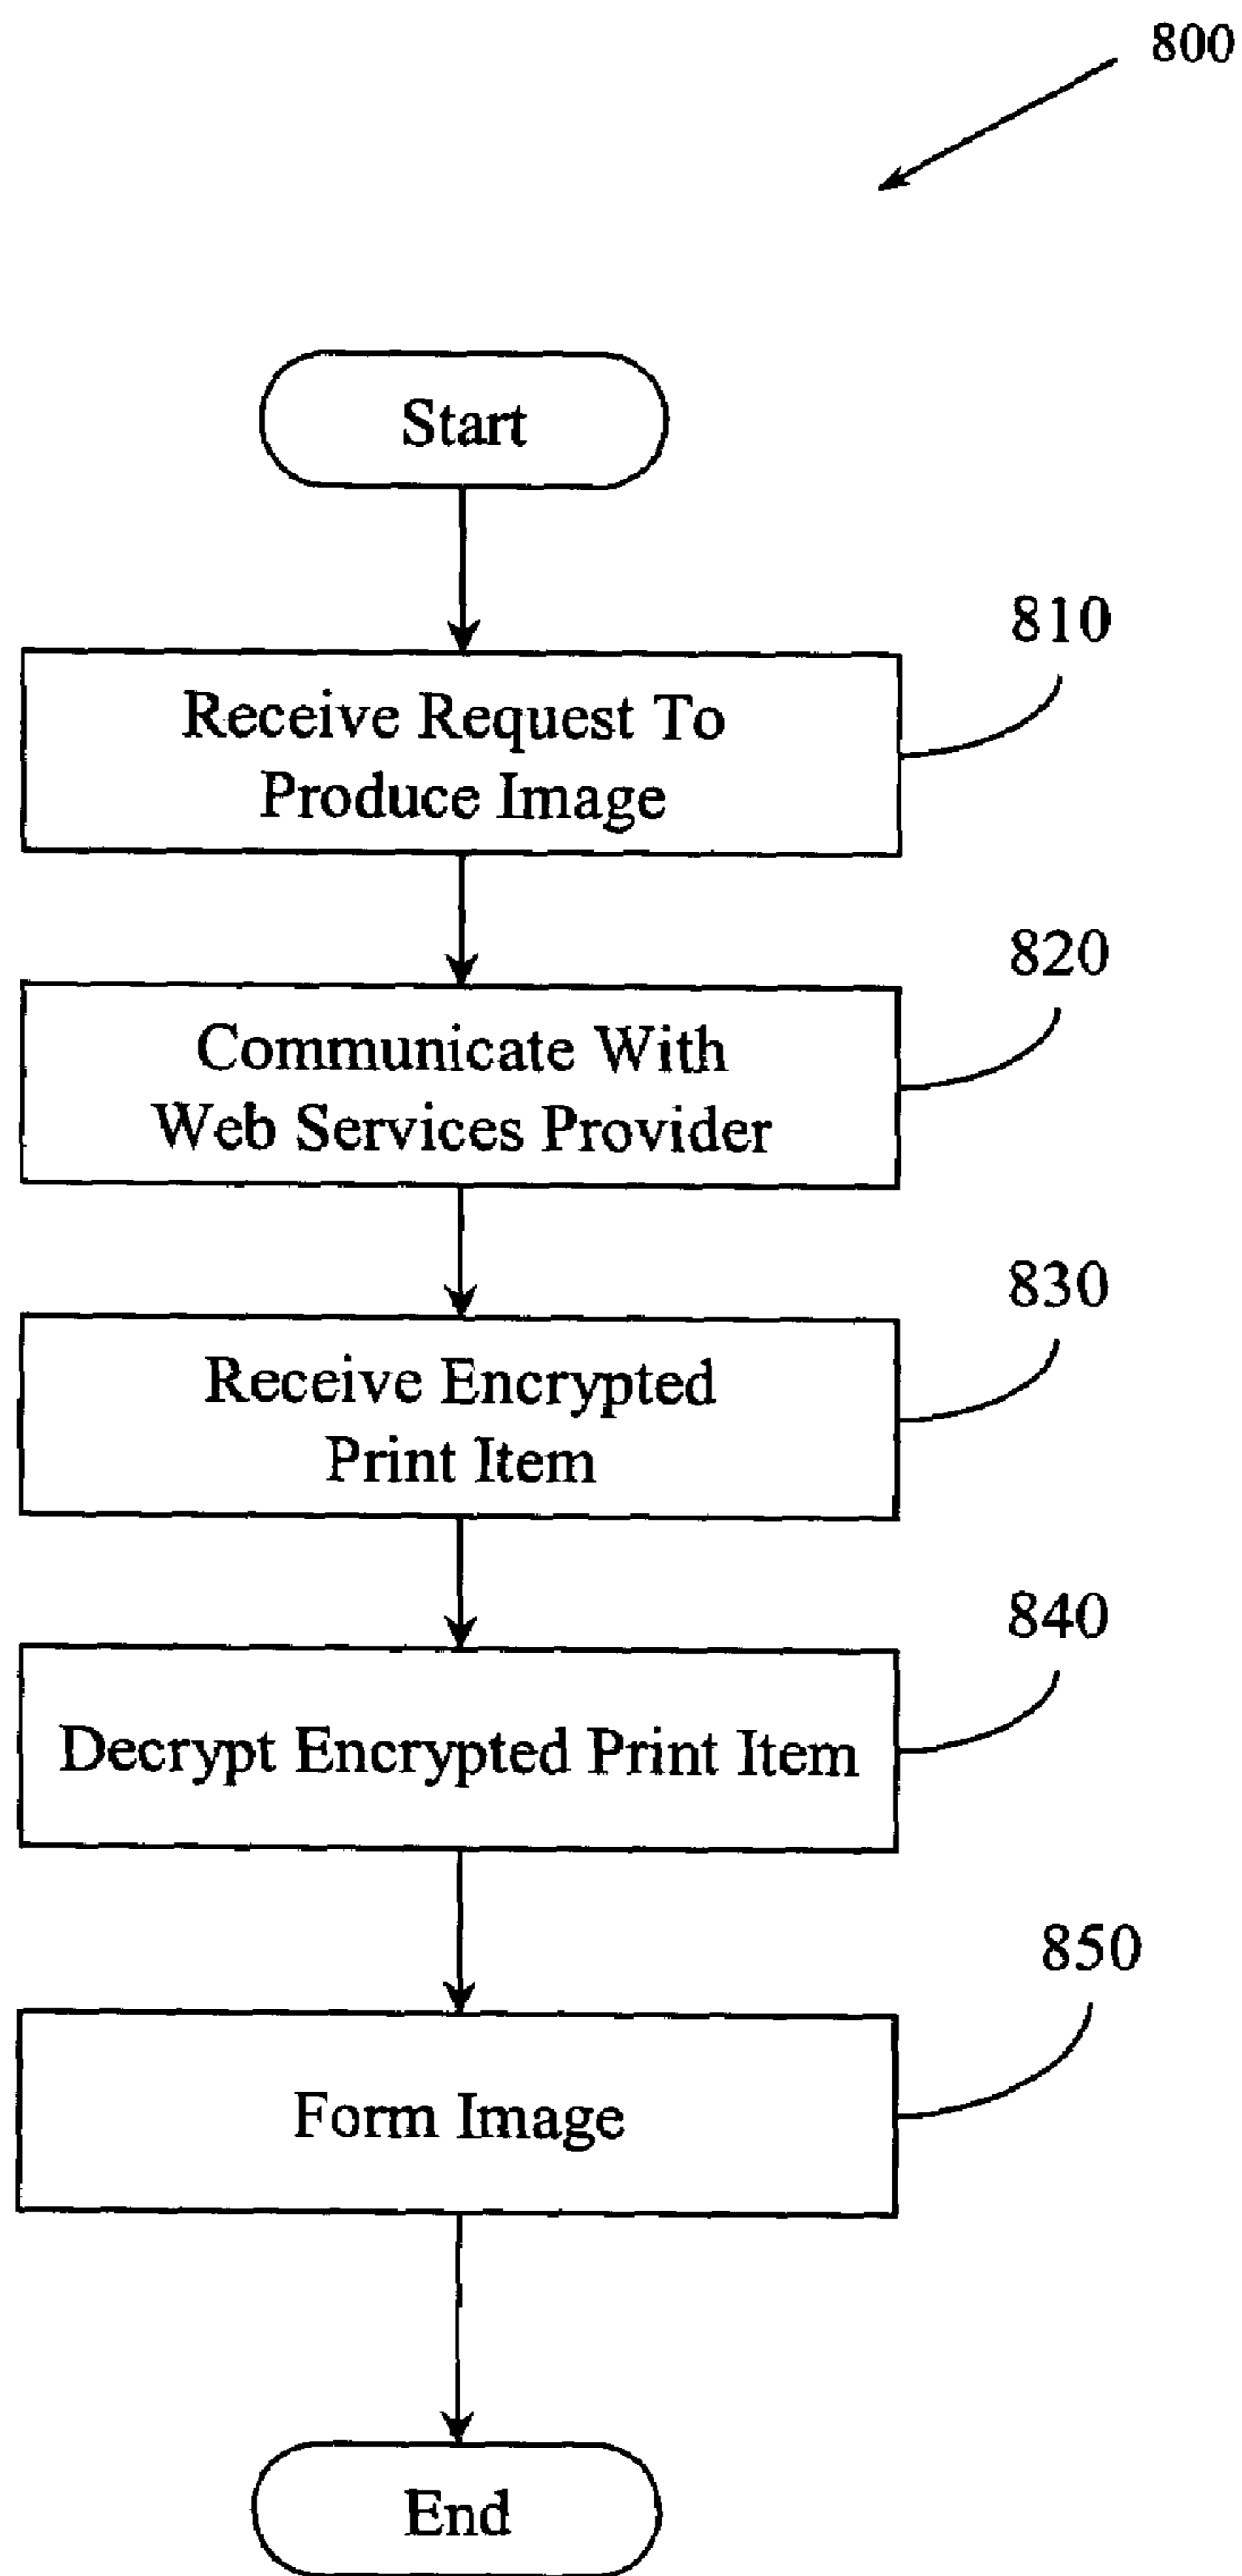 800
Start
810
Receive Request To
Produce Image
820
Communicate With
Web Services Provider
830
Receive Encrypted
Print Item
840
Decrypt Encrypted Print Item
850
Form Image
End